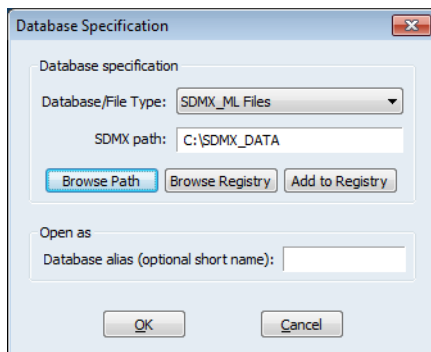 Database Specification
Database specification
Database/File Type: SDMX_ML Files
SDMX path: C:\SDMX_DATA
Browse Path Browse Registry Add to Registry
Open as
Database alias (optional short name):
OK Cancel